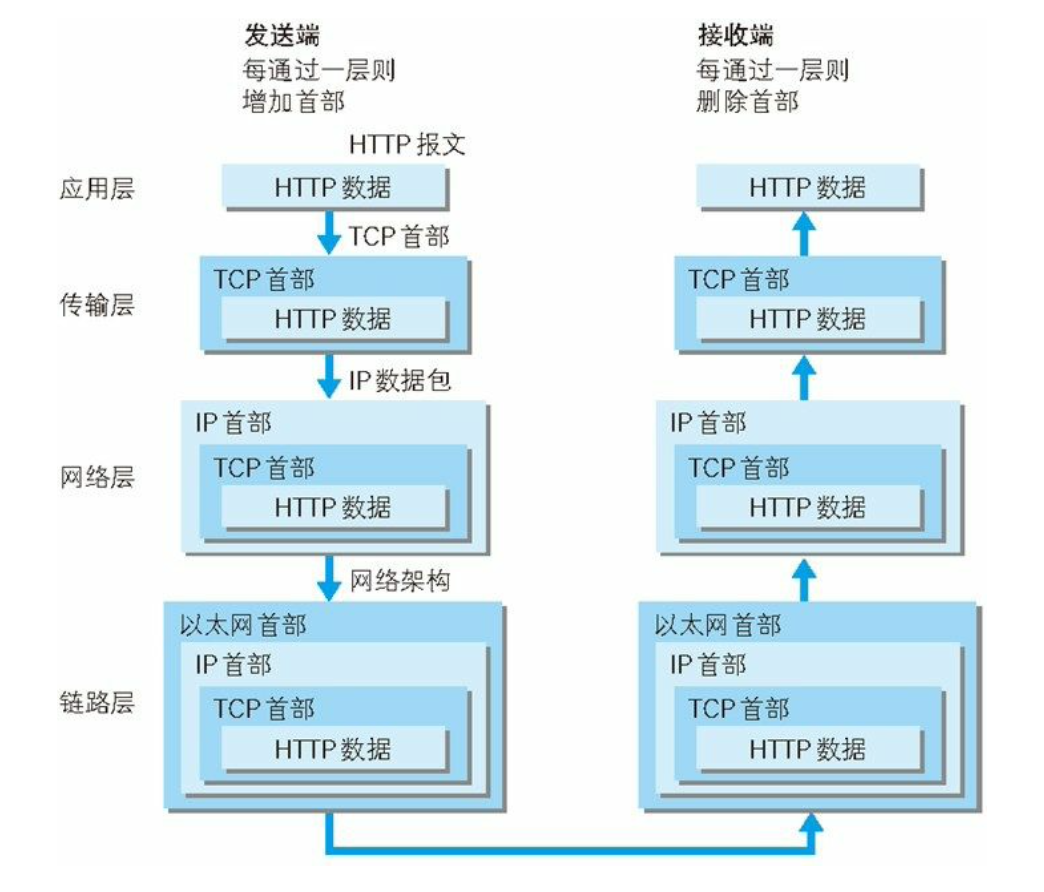 发送端
每通过一层则
增加首部
接收端
每通过一层则
删除首部
HTTP 报文
应用层
HTTP 数据
HTTP 数据
TCP 首部
传输层
TCP 首部
HTTP 数据
TCP 首部
HTTP 数据
IP 数据包
网络层
IP 首部
TCP 首部
HTTP 数据
IP 首部
TCP 首部
HTTP 数据
网络架构
链路层
以太网首部
IP 首部
TCP 首部
HTTP 数据
以太网首部
IP 首部
TCP 首部
HTTP 数据